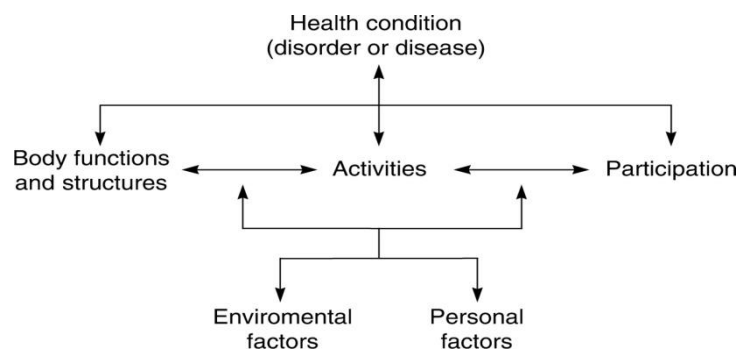 Health condition
(disorder or disease)
Body functions
and structures
Activities
Participation
Enviromental
factors
Personal
factors